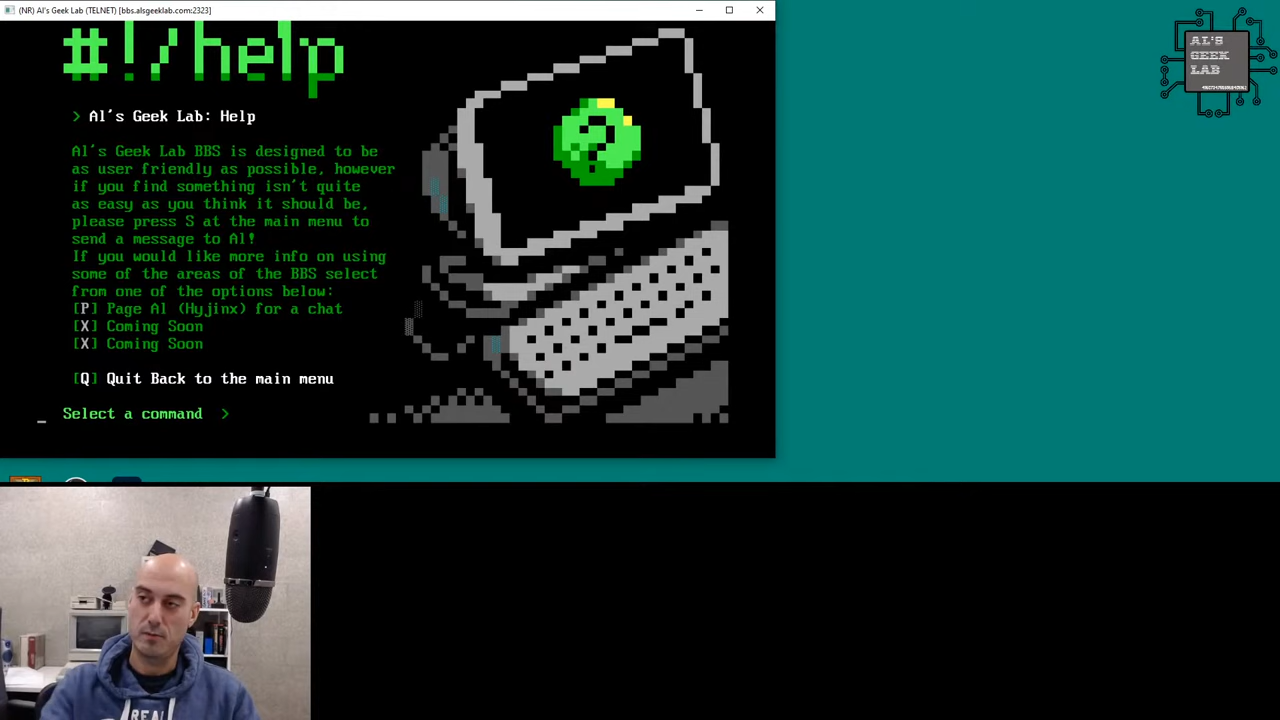 (NR) Al's Geek Lab (TELNET) [bbs.alsgeeklab.com:2323]
#!/help
> Al's Geek Lab: Help
Al's Geek Lab BBS is designed to be
as user friendly as possible, however
if you find something isn't quite
as easy as you think it should be,
please press S at the main menu to
send a message to Al!
If you would like more info on using
some of the areas of the BBS select
from one of the options below:
[P] Page Al (Hyjinx) for a chat
[X] Coming Soon
[X] Coming Soon
[Q] Quit Back to the main menu
Select a command >
AL'S
GEEK
LAB
REAL